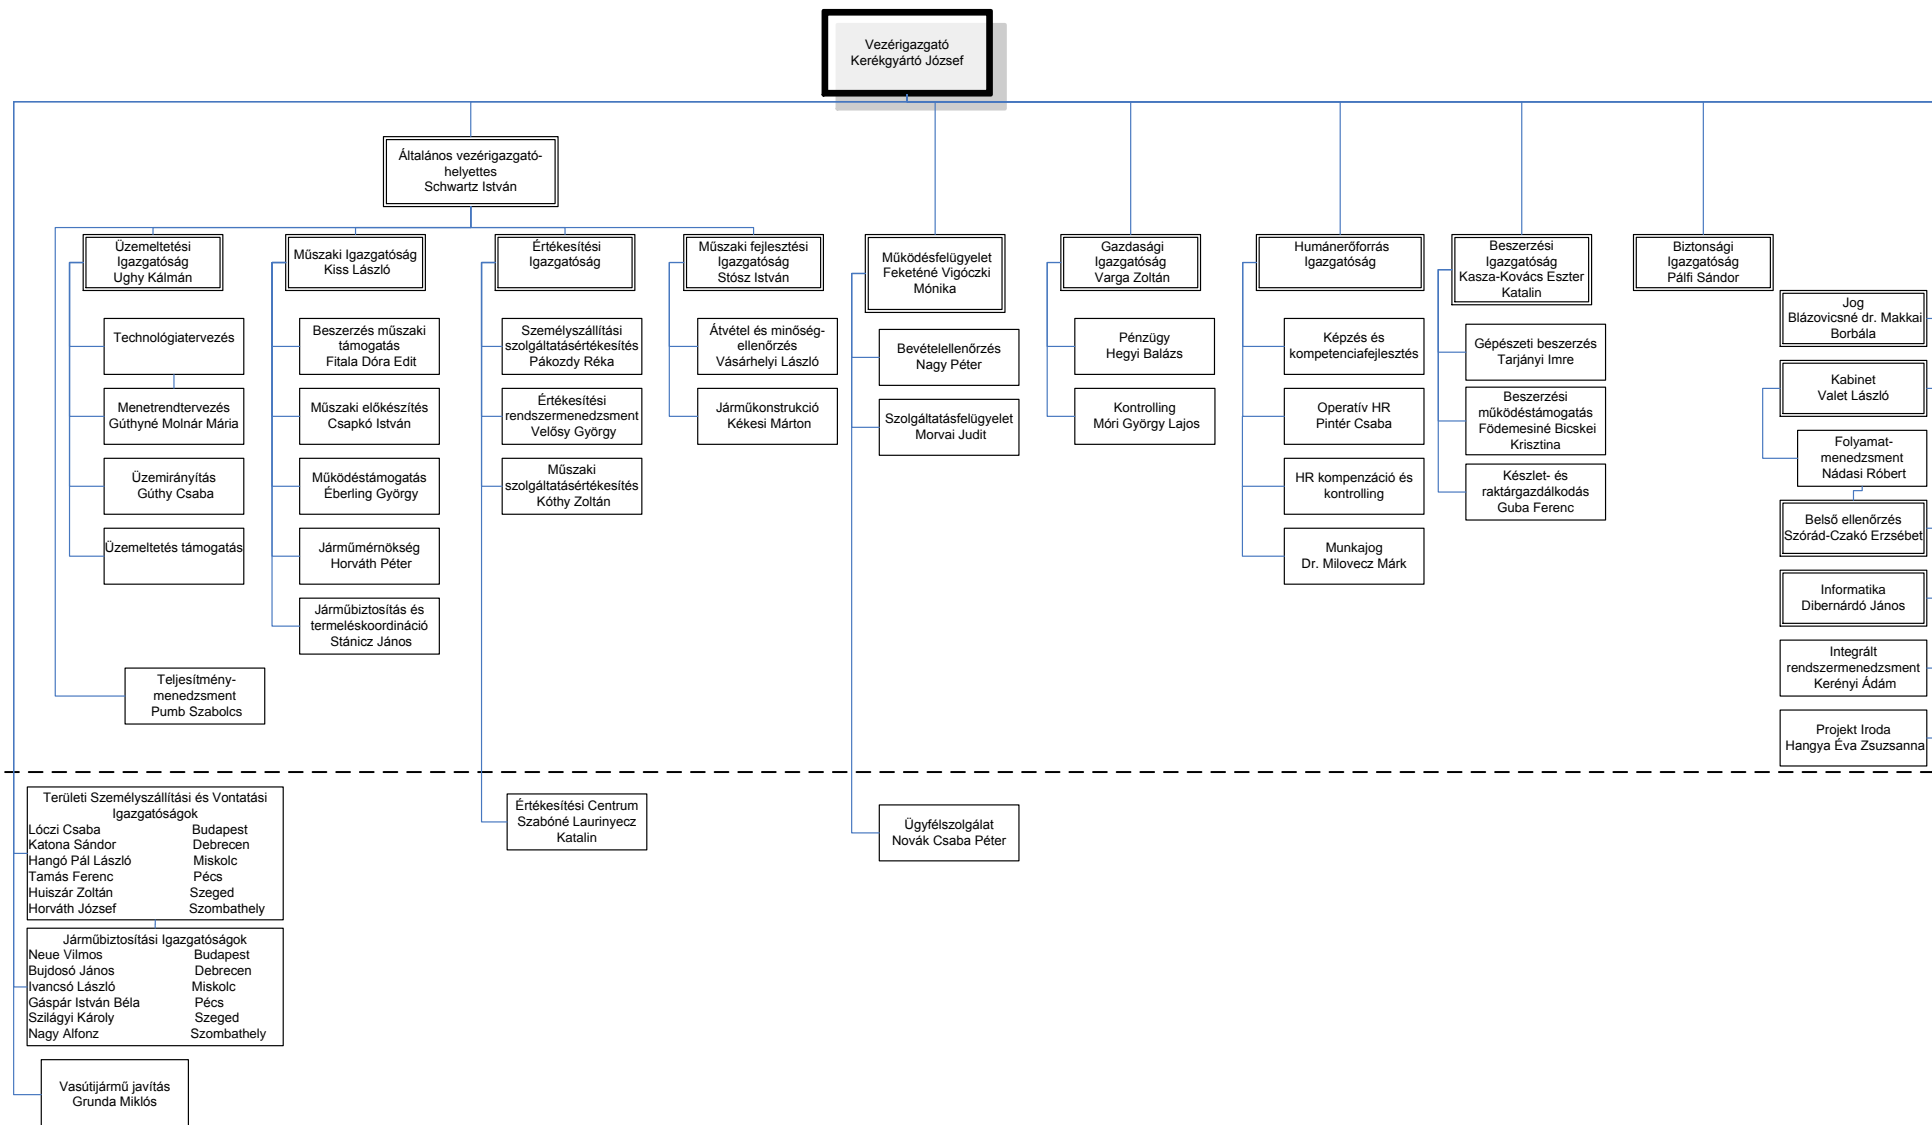 Vezérigazgató
Kerékgyártó József
Általános vezérigazgató-
helyettes
Schwartz István
Üzemeltetési
Igazgatóság
Ughy Kálmán
Műszaki Igazgatóság
Kiss László
Értékesítési
Igazgatóság
Műszaki fejlesztési
Igazgatóság
Stósz István
Működésfelügyelet
Feketéné Vigóczki
Mónika
Gazdasági
Igazgatóság
Varga Zoltán
Humánerőforrás
Igazgatóság
Beszerzési
Igazgatóság
Kasza-Kovács Eszter
Katalin
Biztonsági
Igazgatóság
Pálfi Sándor
Technológiatervezés
Menetrendtervezés
Gúthyné Molnár Mária
Üzemirányítás
Gúthy Csaba
Üzemeltetés támogatás
Teljesítmény-
menedzsment
Pumb Szabolcs
Beszerzés műszaki
támogatás
Fitala Dóra Edit
Műszaki előkészítés
Csapkó István
Működéstámogatás
Éberling György
Járműmérnökség
Horváth Péter
Járműbiztosítás és
termeléskoordináció
Stánicz János
Személyszállítási
szolgáltatásértékesítés
Pákozdy Réka
Értékesítési
rendszermenedzsment
Velősy György
Műszaki
szolgáltatásértékesítés
Kóthy Zoltán
Átvétel és minőség-
ellenőrzés
Vásárhelyi László
Járműkonstrukció
Kékesi Márton
Bevételellenőrzés
Nagy Péter
Szolgáltatásfelügyelet
Morvai Judit
Pénzügy
Hegyi Balázs
Kontrolling
Móri György Lajos
Képzés és
kompetenciafejlesztés
Operatív HR
Pintér Csaba
HR kompenzáció és
kontrolling
Munkajog
Dr. Milovecz Márk
Gépészeti beszerzés
Tarjányi Imre
Beszerzési
működéstámogatás
Födemesiné Bicskei
Krisztina
Készlet- és
raktárgazdálkodás
Guba Ferenc
Jog
Blázovicsné dr. Makkai
Borbála
Kabinet
Valet László
Folyamat-
menedzsment
Nádasi Róbert
Belső ellenőrzés
Szórád-Czakó Erzsébet
Informatika
Dibernárdó János
Integrált
rendszermenedzsment
Kerényi Ádám
Projekt Iroda
Hangya Éva Zsuzsanna
Területi Személyszállítási és Vontatási
Igazgatóságok
Lóczi Csaba Budapest
Katona Sándor Debrecen
Hangó Pál László Miskolc
Tamás Ferenc Pécs
Huiszár Zoltán Szeged
Horváth József Szombathely
Járműbiztosítási Igazgatóságok
Neue Vilmos Budapest
Bujdosó János Debrecen
Ivancsó László Miskolc
Gáspár István Béla Pécs
Szilágyi Károly Szeged
Nagy Alfonz Szombathely
Vasútijármű javítás
Grunda Miklós
Értékesítési Centrum
Szabóné Laurinyecz
Katalin
Ügyfélszolgálat
Novák Csaba Péter